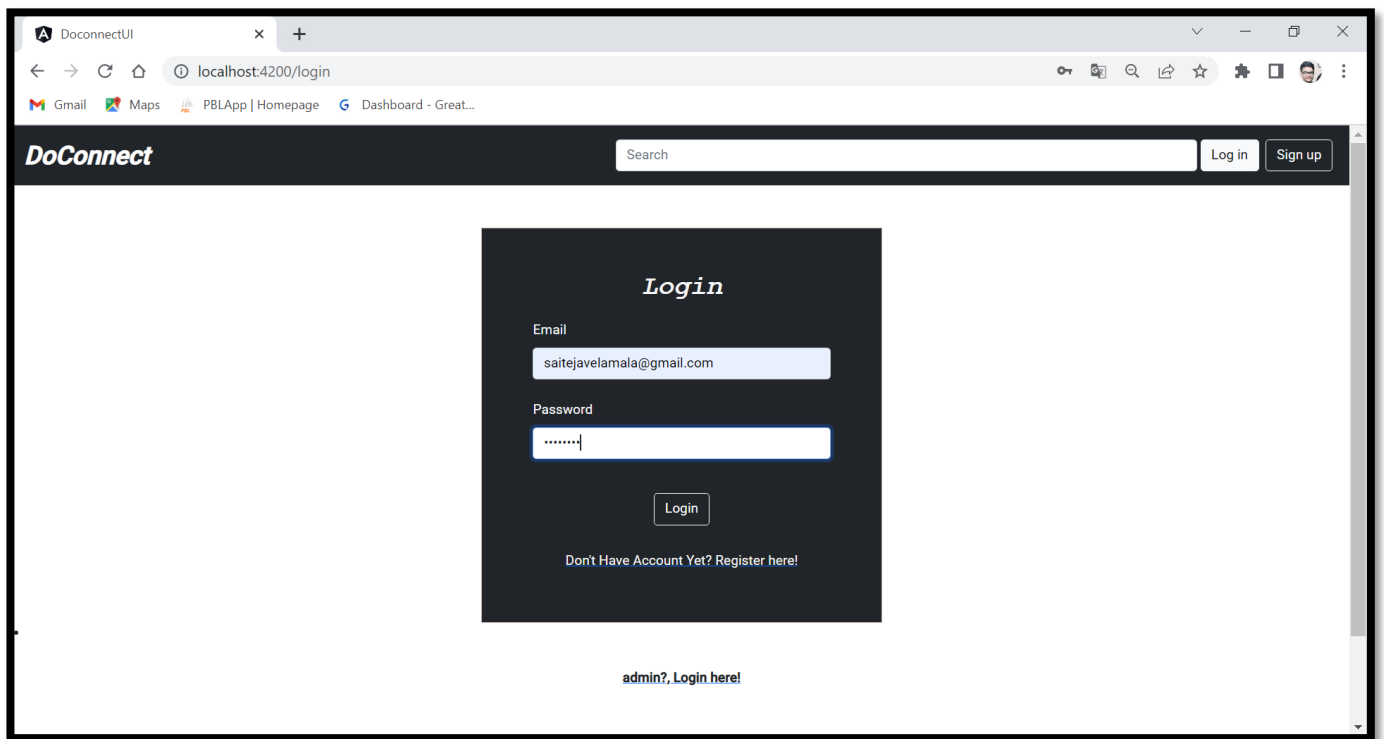 DoconnectUI
localhost:4200/login
Gmail Maps PBLApp | Homepage G Dashboard - Great...
DoConnect Search Log in Sign up
Login
Email
saitejavelamala@gmail.com
Password
••••••••
Login
Don't Have Account Yet? Register here!
admin?, Login here!